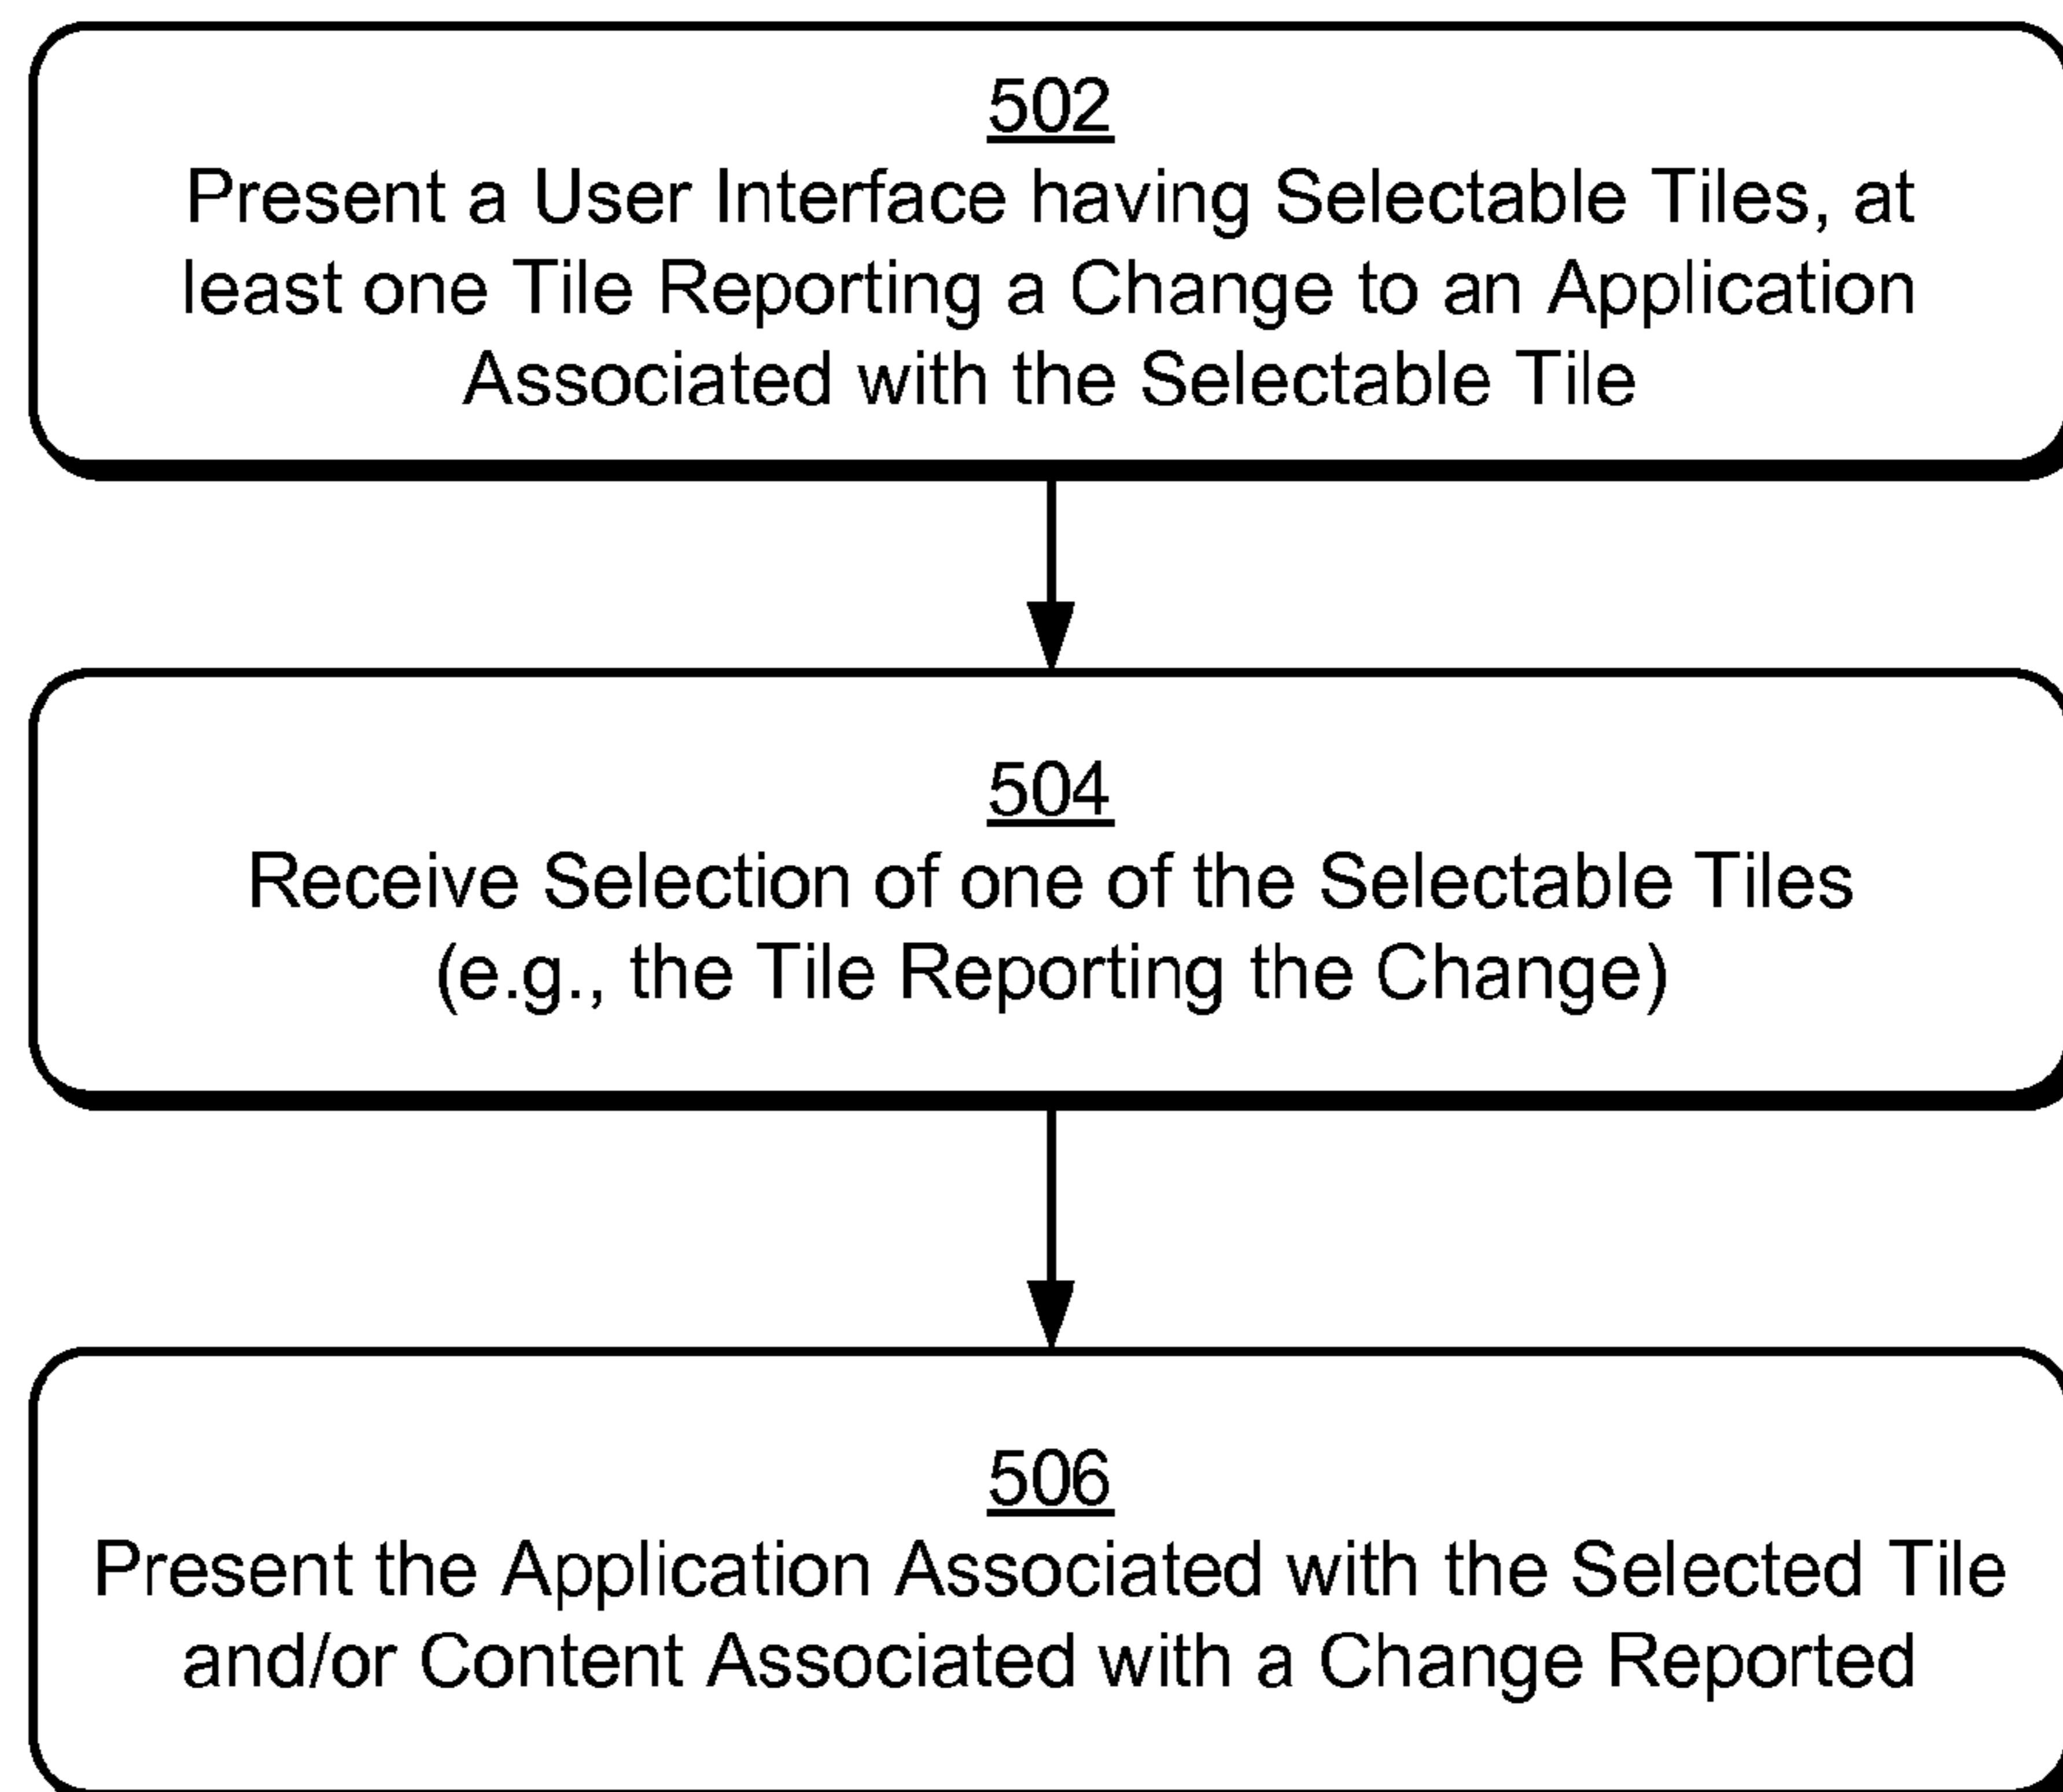 502
Present a User Interface having Selectable Tiles, at
least one Tile Reporting a Change to an Application
Associated with the Selectable Tile
504
Receive Selection of one of the Selectable Tiles
(e.g., the Tile Reporting the Change)
506
Present the Application Associated with the Selected Tile
and/or Content Associated with a Change Reported